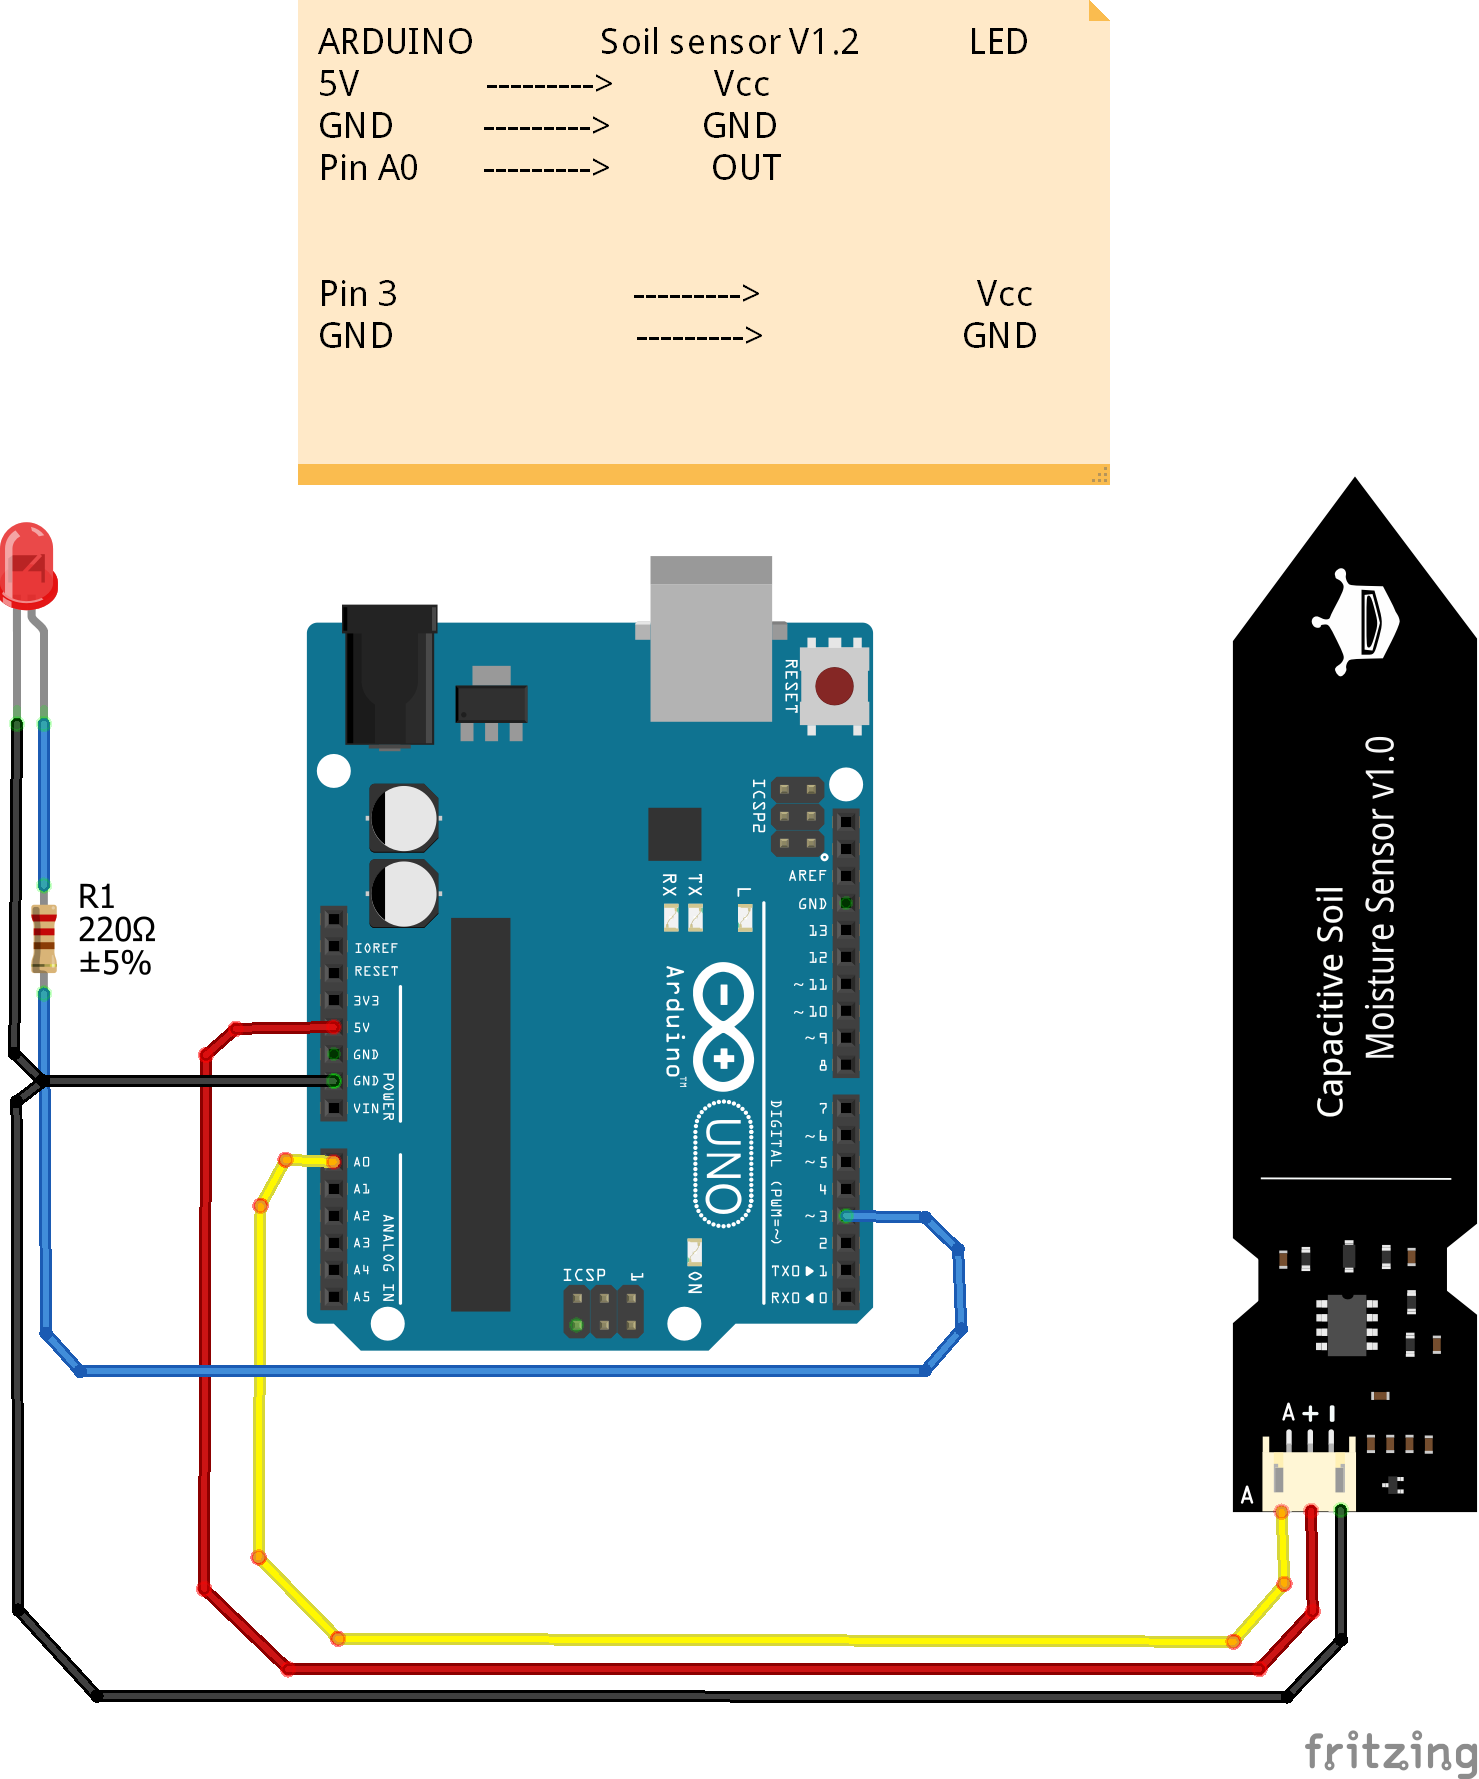 ARDUINO Soil sensor V1.2 LED
5V ---------> Vcc
GND ---------> GND
Pin A0 ---------> OUT
Pin 3 ---------> Vcc
GND ---------> GND
R1
220Ω
±5%
RESET
ICSP2
AREF
GND
13
12
~11
~10
~9
8
7
~6
~5
4
~3
2
TX0▶1
RX0◀0
DIGITAL (PWM=~)
RX
TX
L
Arduino™
UNO
ON
ICSP
1
IOREF
RESET
3V3
5V
GND
GND
VIN
POWER
A0
A1
A2
A3
A4
A5
ANALOG IN
Capacitive Soil
Moisture Sensor v1.0
A + -
A
fritzing